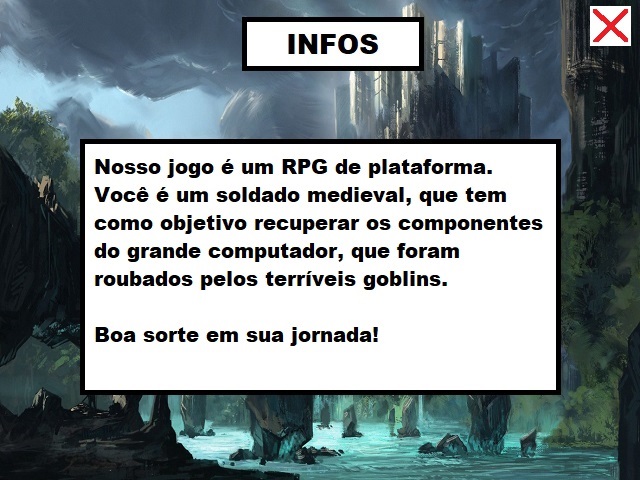 INFOS
Nosso jogo é um RPG de plataforma.
Você é um soldado medieval, que tem
como objetivo recuperar os componentes
do grande computador, que foram
roubados pelos terríveis goblins.
Boa sorte em sua jornada!